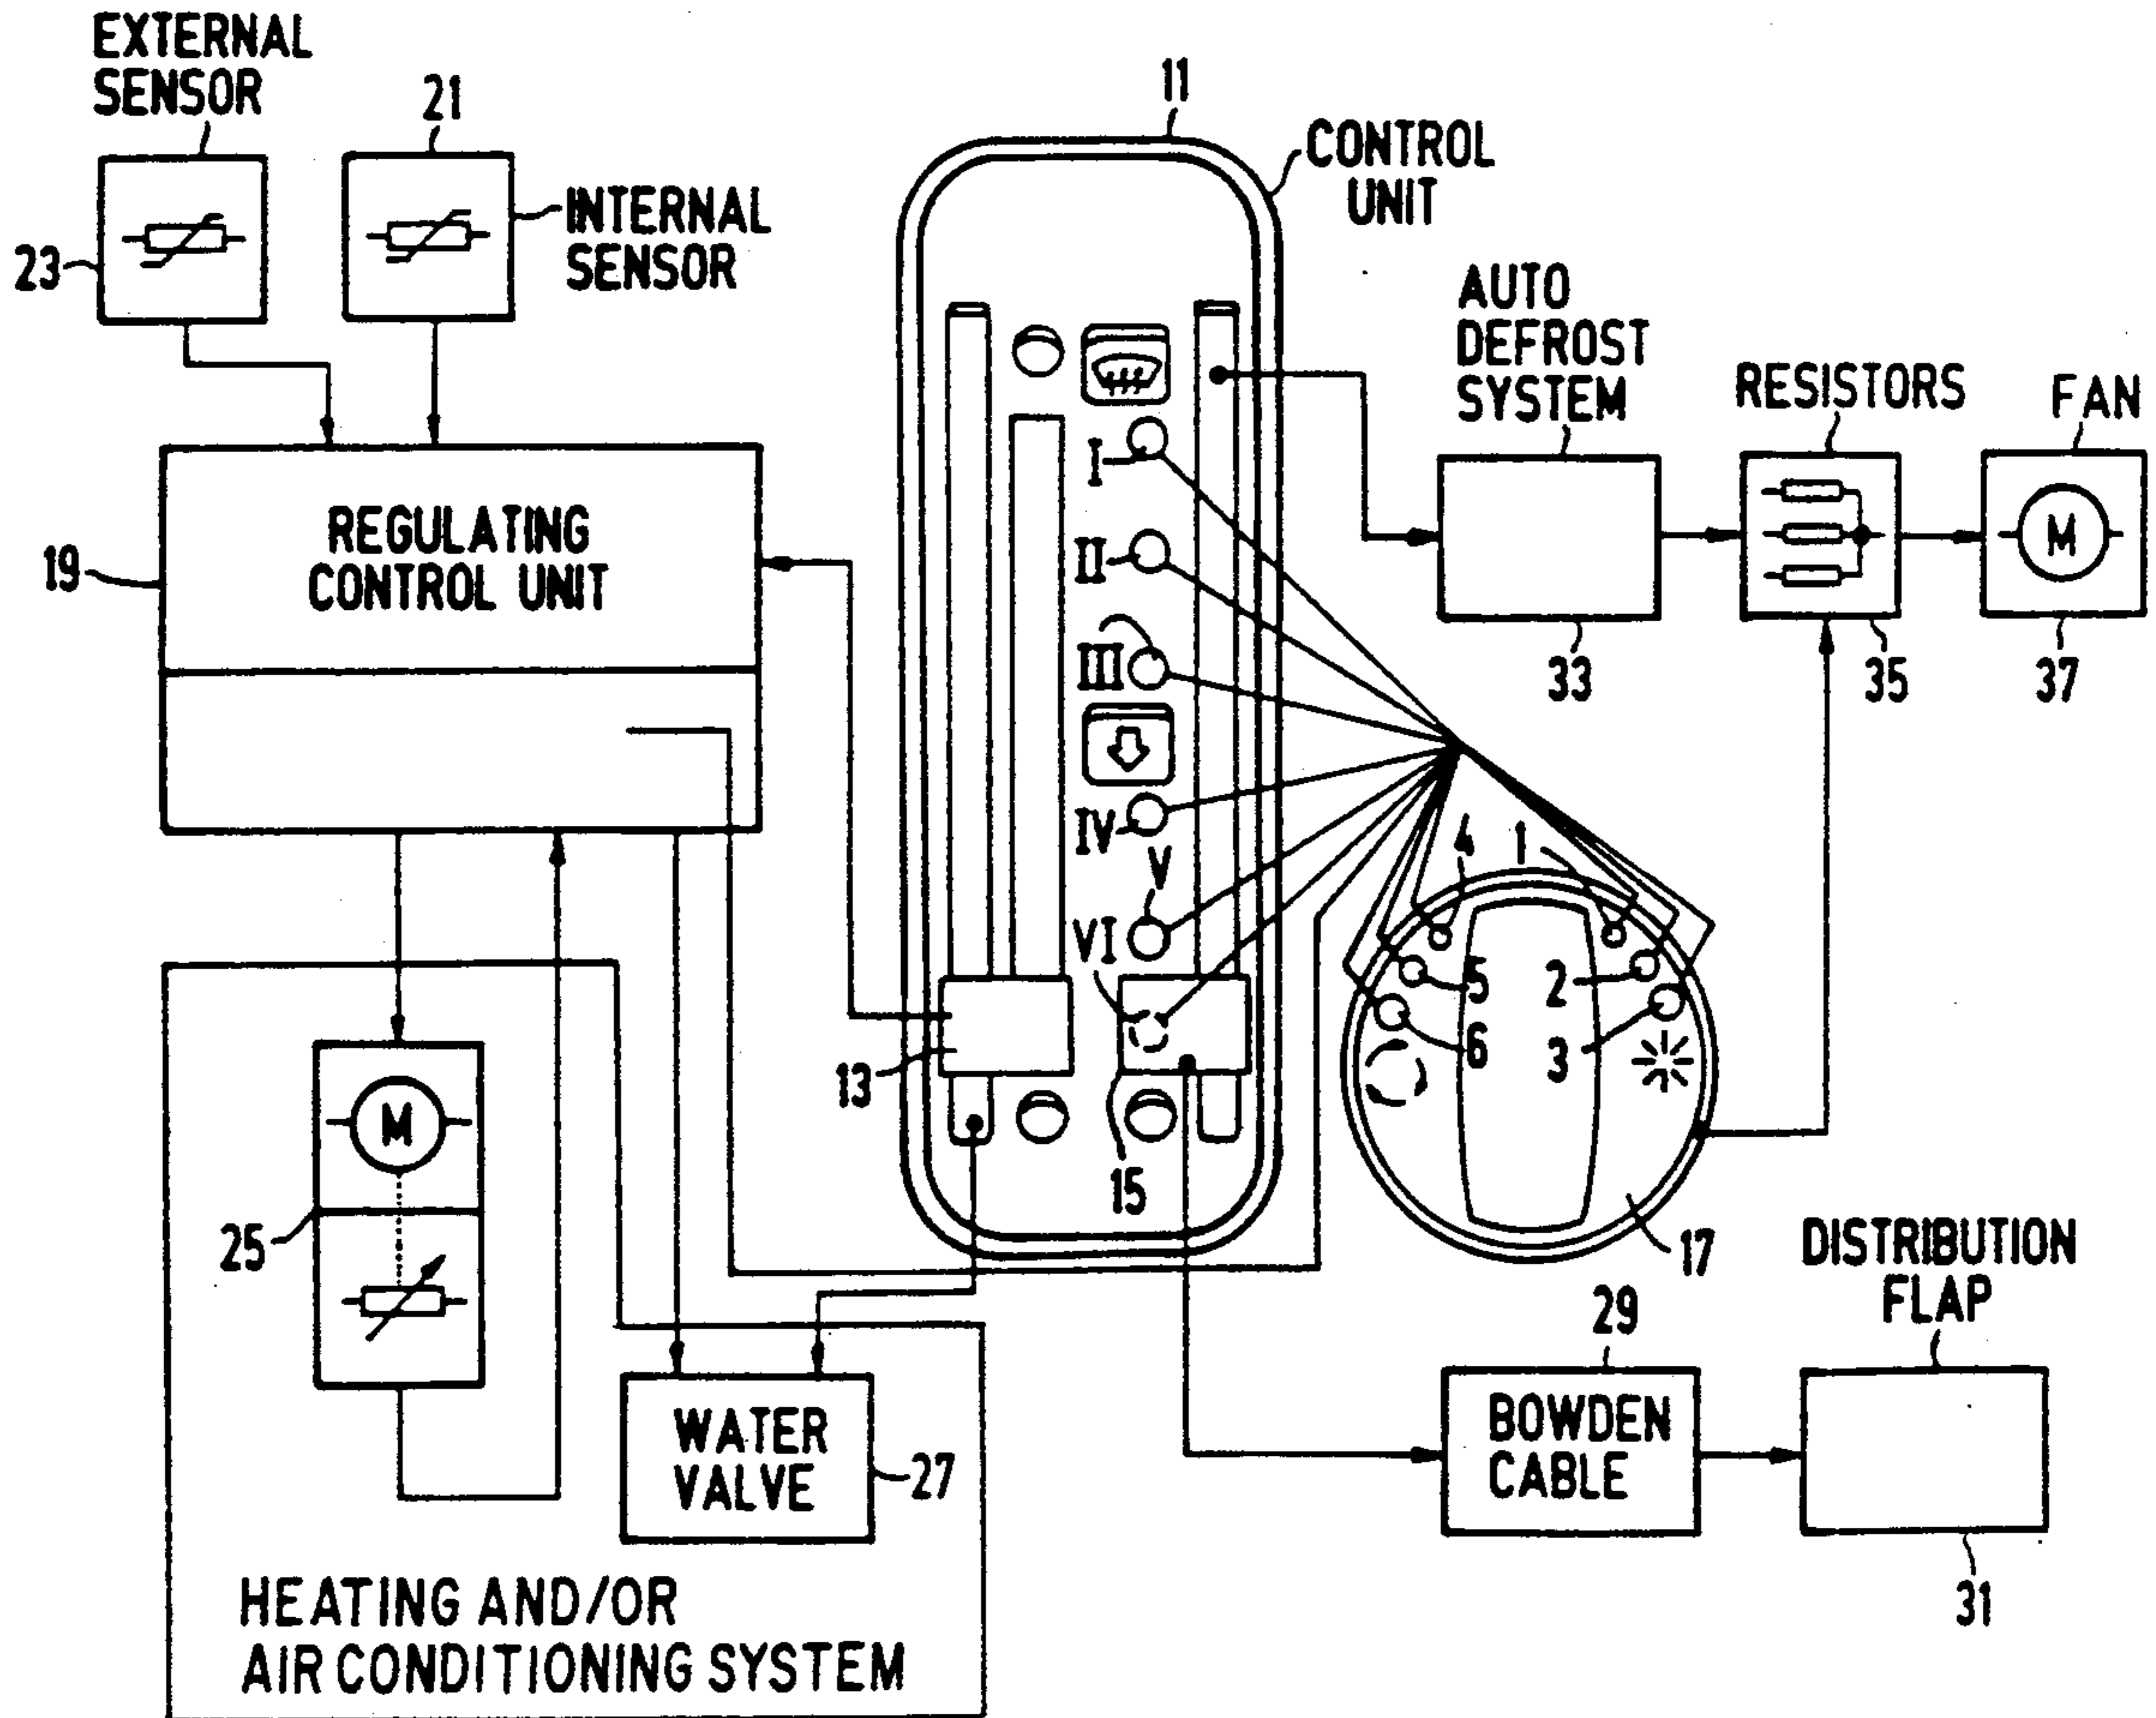 EXTERNAL
SENSOR
21
11
CONTROL
UNIT
INTERNAL
SENSOR
23
AUTO
DEFROST
SYSTEM
RESISTORS
FAN
I
M
REGULATING
CONTROL UNIT
19
II
III
33
35
37
IV
V
4
1
VI
5
2
6
3
13
M
15
25
17
DISTRIBUTION
FLAP
29
WATER
VALVE
27
BOWDEN
CABLE
31
HEATING AND/OR
AIR CONDITIONING SYSTEM